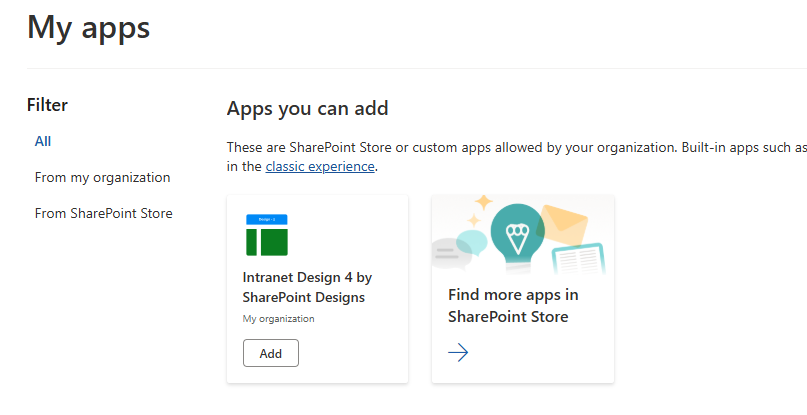 My apps
Filter
All
From my organization
From SharePoint Store
Apps you can add
These are SharePoint Store or custom apps allowed by your organization. Built-in apps such as
in the classic experience.
Design - 4
Intranet Design 4 by
SharePoint Designs
My organization
Add
Find more apps in
SharePoint Store